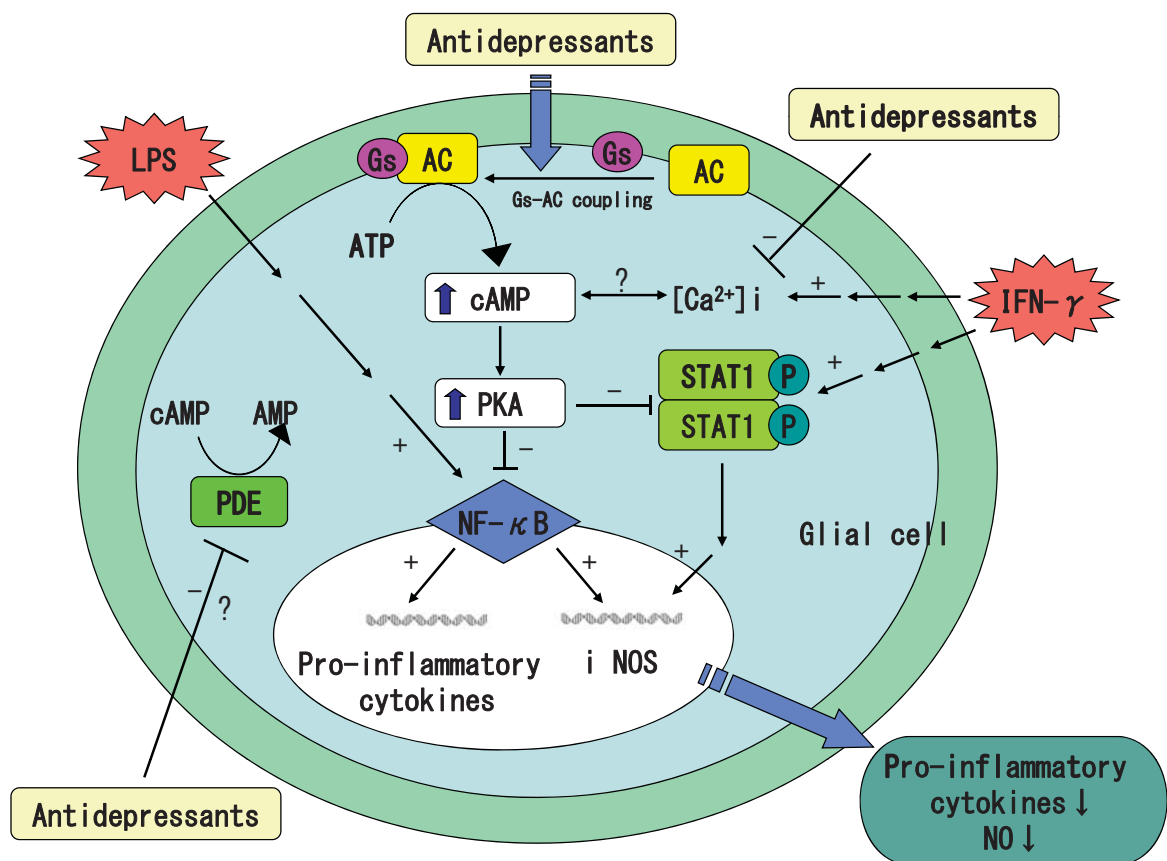 Antidepressants
Antidepressants
LPS
Gs
AC
Gs
AC
Gs-AC coupling
ATP
−
cAMP
?
[Ca²⁺]i
+
IFN-γ
STAT1 P
+
PKA
−
STAT1 P
cAMP
AMP
+
−
PDE
NF-κB
Glial cell
+
+
+
−
?
Pro-inflammatory
cytokines
i NOS
Antidepressants
Pro-inflammatory
cytokines↓
NO↓